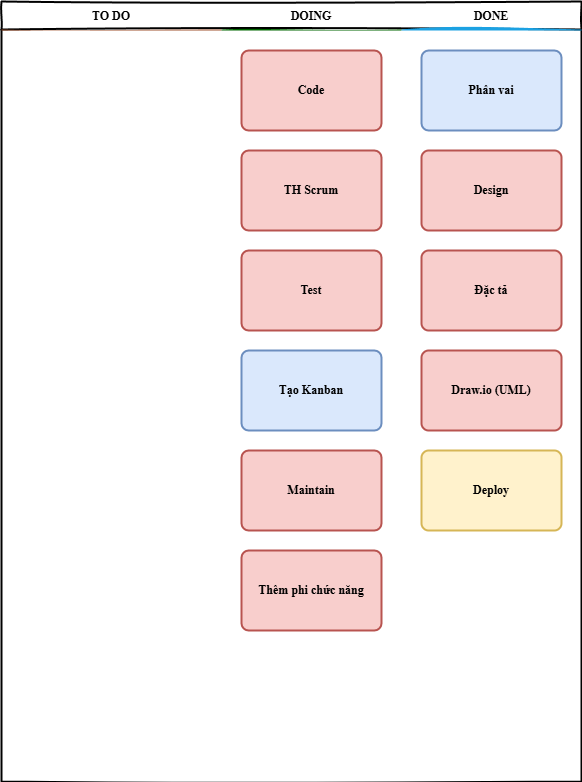 TO DO
DOING
DONE
Code
Phân vai
TH Scrum
Design
Test
Đặc tã
Tạo Kanban
Draw.io (UML)
Maintain
Deploy
Thêm phi chức năng